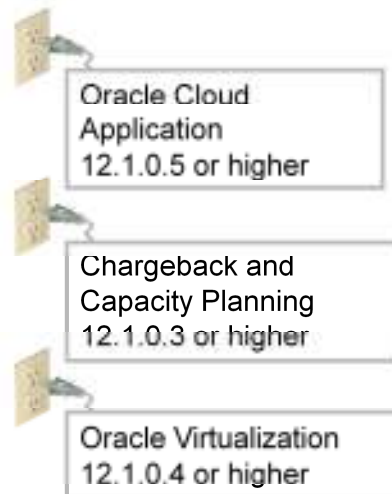 Oracle Cloud
Application
12.1.0.5 or higher
Chargeback and
Capacity Planning
12.1.0.3 or higher
Oracle Virtualization
12.1.0.4 or higher